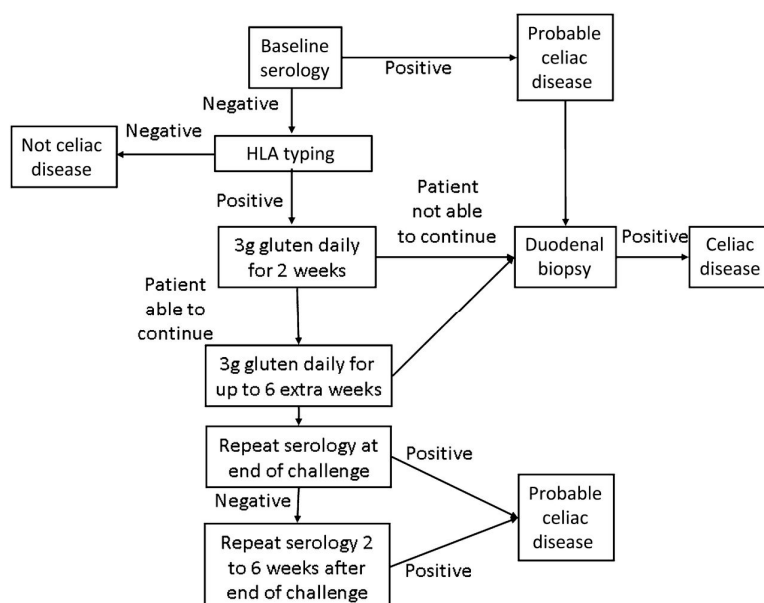 Baseline
serology
Positive
Probable
celiac
disease
Negative
Negative
Not celiac
disease
HLA typing
Positive
Patient
not able
to continue
3g gluten daily
for 2 weeks
Duodenal
biopsy
Positive
Celiac
disease
Patient
able to
continue
3g gluten daily for
up to 6 extra weeks
Repeat serology at
end of challenge
Positive
Negative
Probable
celiac
disease
Repeat serology 2
to 6 weeks after
end of challenge
Positive